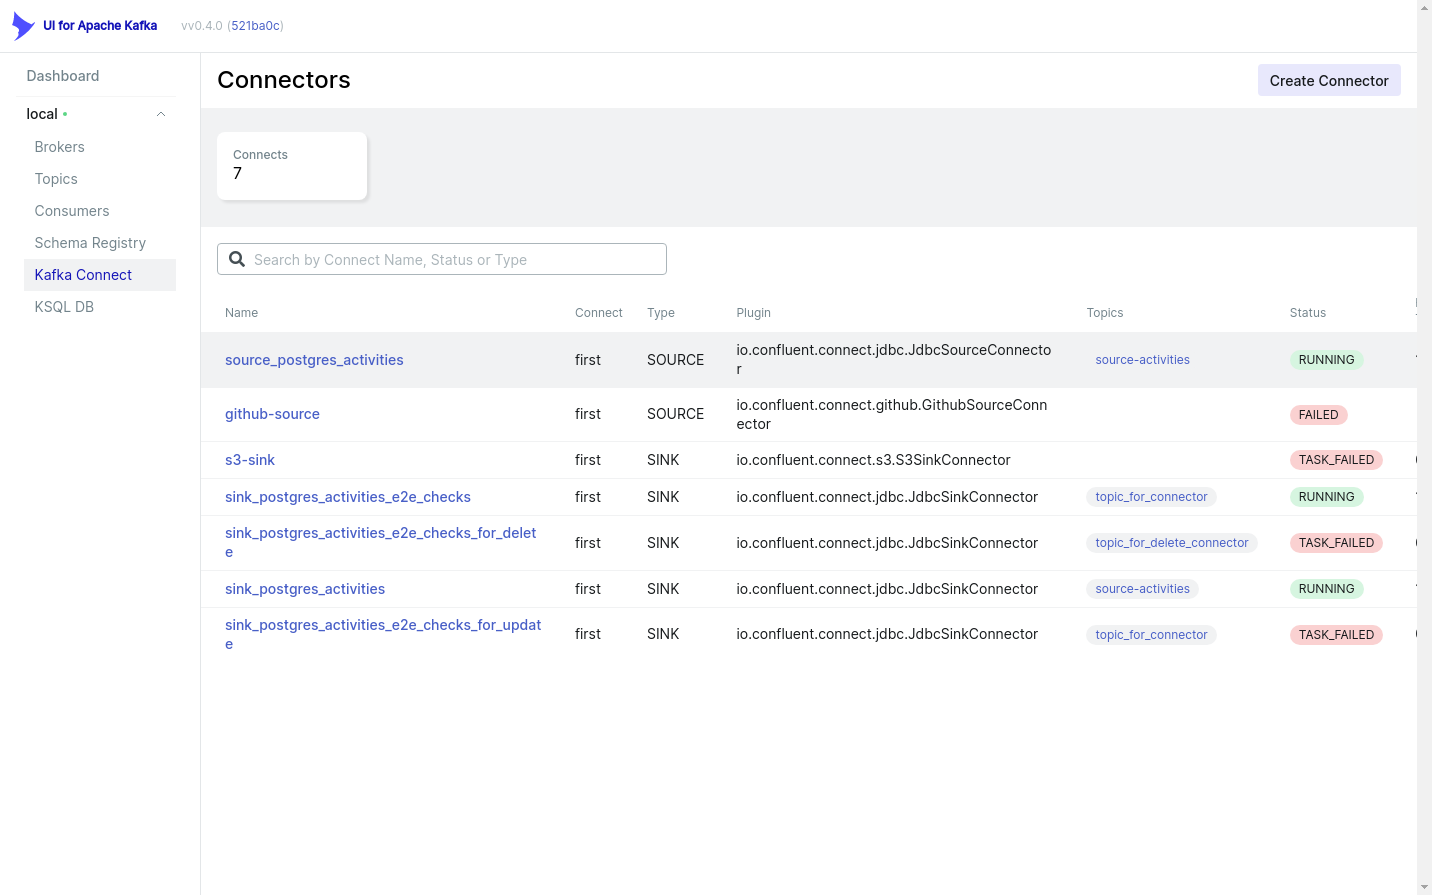 UI for Apache Kafka
vv0.4.0 (521ba0c)
Dashboard
local
Brokers
Topics
Consumers
Schema Registry
Kafka Connect
KSQL DB
Connectors
Create Connector
Connects
7
Search by Connect Name, Status or Type
Name Connect Type Plugin Topics Status
source_postgres_activities first SOURCE io.confluent.connect.jdbc.JdbcSourceConnecto
r source-activities RUNNING
github-source first SOURCE io.confluent.connect.github.GithubSourceConn
ector FAILED
s3-sink first SINK io.confluent.connect.s3.S3SinkConnector TASK_FAILED
sink_postgres_activities_e2e_checks first SINK io.confluent.connect.jdbc.JdbcSinkConnector topic_for_connector RUNNING
sink_postgres_activities_e2e_checks_for_delet
e first SINK io.confluent.connect.jdbc.JdbcSinkConnector topic_for_delete_connector TASK_FAILED
sink_postgres_activities first SINK io.confluent.connect.jdbc.JdbcSinkConnector source-activities RUNNING
sink_postgres_activities_e2e_checks_for_updat
e first SINK io.confluent.connect.jdbc.JdbcSinkConnector topic_for_connector TASK_FAILED